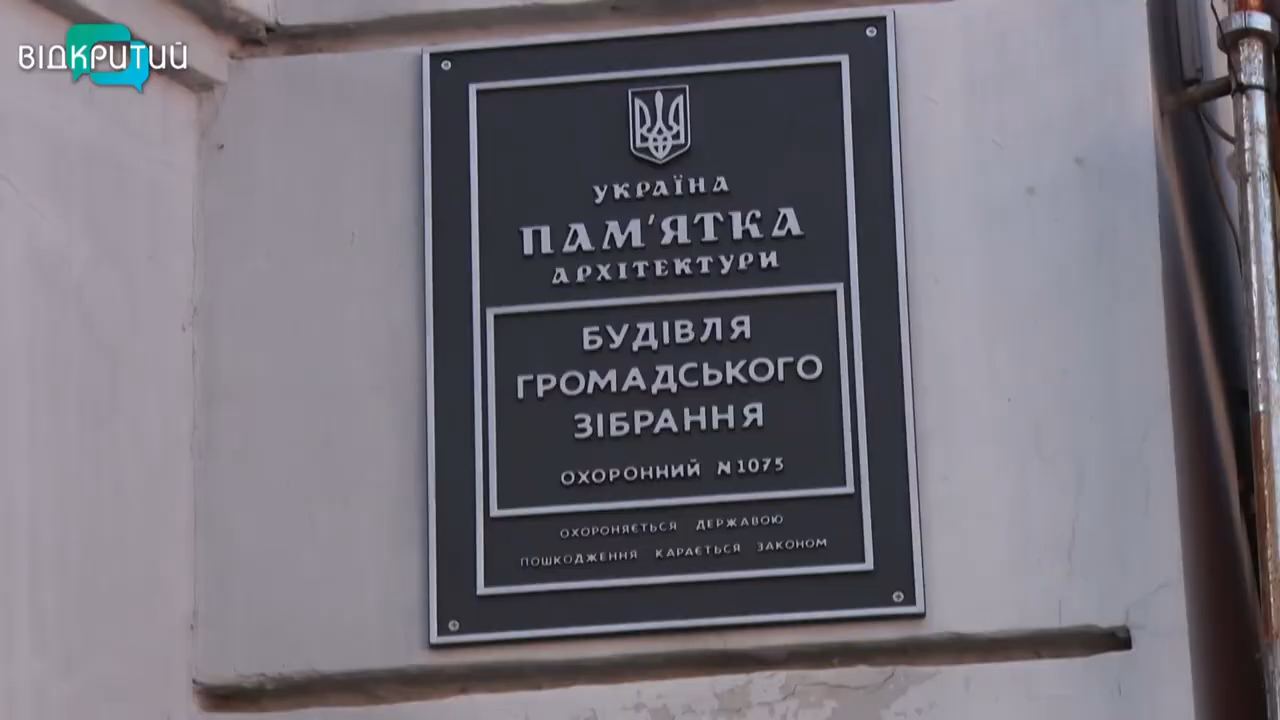 ВІДКРИТИЙ
УКРАЇНА
ПАМ'ЯТКА
АРХІТЕКТУРИ
БУДІВЛЯ
ГРОМАДСЬКОГО
ЗІБРАННЯ
ОХОРОННИЙ №1075
ОХОРОНЯЄТЬСЯ ДЕРЖАВОЮ
ПОШКОДЖЕННЯ КАРАЄТЬСЯ ЗАКОНОМ